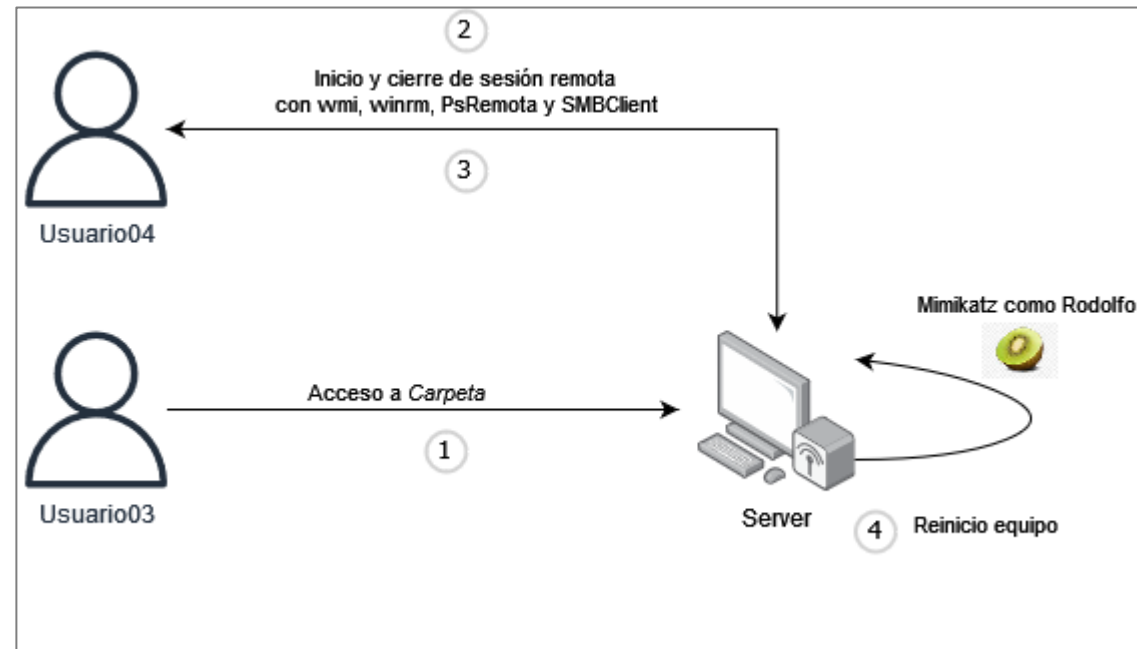 2
Inicio y cierre de sesión remota
con wmi, winrm, PsRemota y SMBClient
3
Usuario04
Mimikatz como Rodolfo
Acceso a Carpeta
1
Usuario03
Server
4
Reinicio equipo